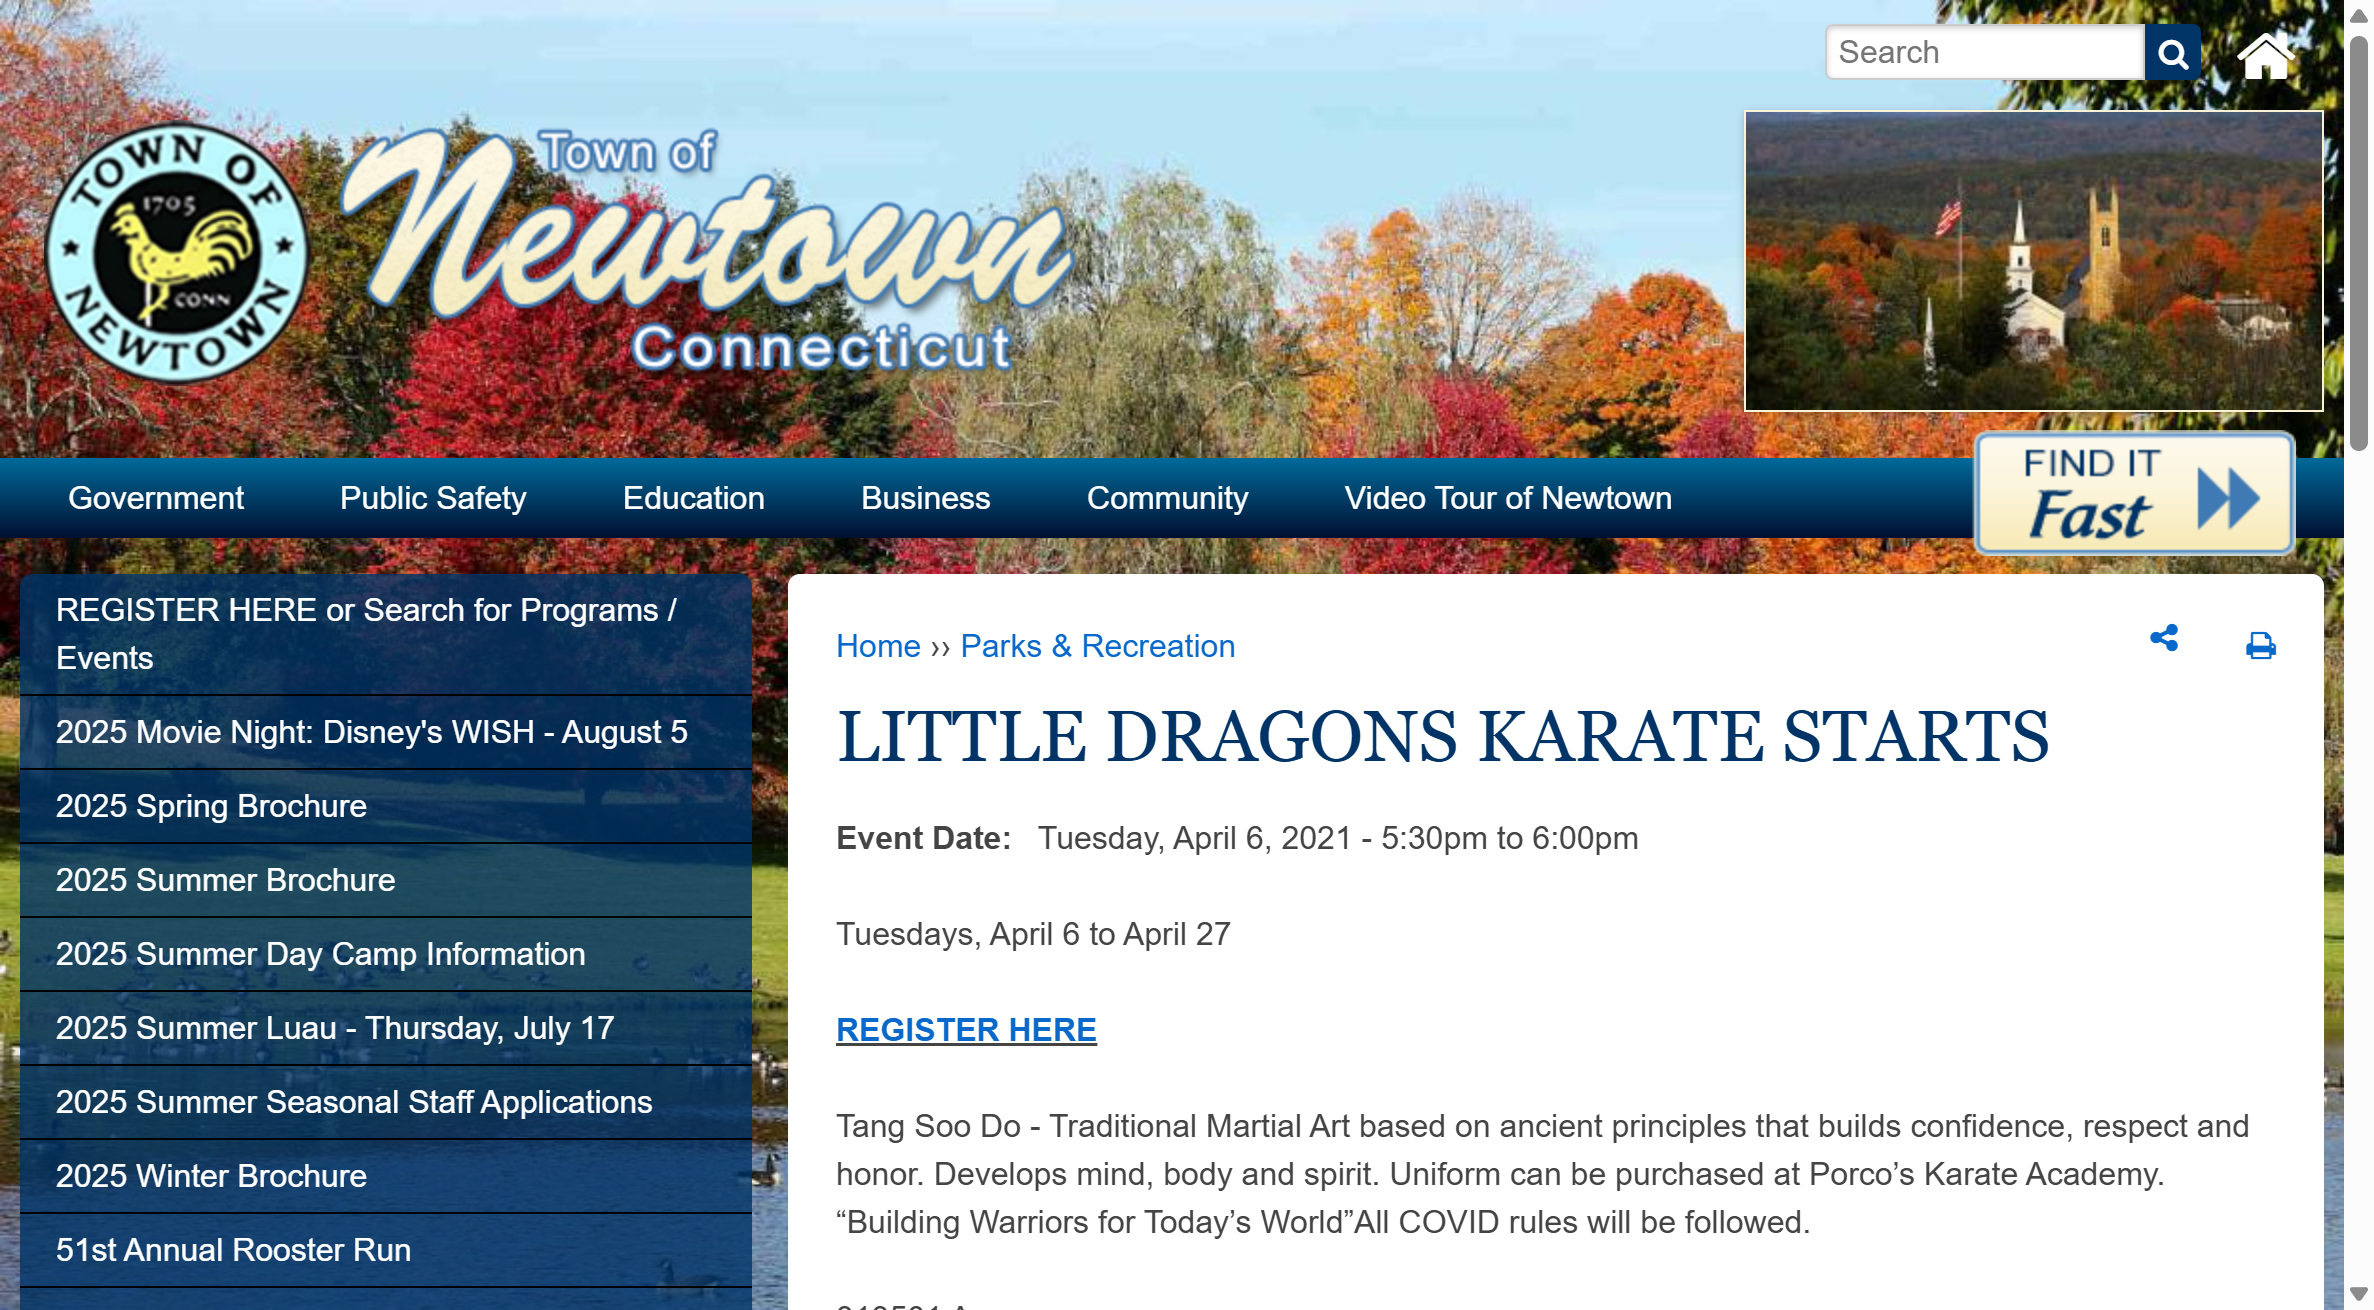 Search
TOWN OF
1705
CONN
NEWTOWN
Town of
Newtown
Connecticut
FIND IT
Fast
Government Public Safety Education Business Community Video Tour of Newtown
REGISTER HERE or Search for Programs /
Events
2025 Movie Night: Disney's WISH - August 5
2025 Spring Brochure
2025 Summer Brochure
2025 Summer Day Camp Information
2025 Summer Luau - Thursday, July 17
2025 Summer Seasonal Staff Applications
2025 Winter Brochure
51st Annual Rooster Run
Home ›› Parks & Recreation
LITTLE DRAGONS KARATE STARTS
Event Date: Tuesday, April 6, 2021 - 5:30pm to 6:00pm
Tuesdays, April 6 to April 27
REGISTER HERE
Tang Soo Do - Traditional Martial Art based on ancient principles that builds confidence, respect and
honor. Develops mind, body and spirit. Uniform can be purchased at Porco’s Karate Academy.
“Building Warriors for Today’s World”All COVID rules will be followed.